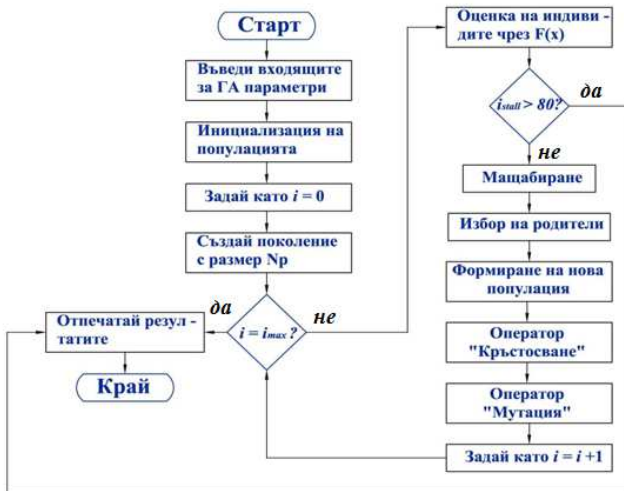 Старт
Въведи входящите
за ГА параметри
Инициализация на
популацията
Задай като i = 0
Създай поколение
с размер Np
да
i = imax ?
не
Отпечатай резул -
татите
Край
Оценка на индиви -
дите чрез F(x)
istall > 80?
да
не
Мащабиране
Избор на родители
Формиране на нова
популация
Оператор
"Кръстосване"
Оператор
"Мутация"
Задай като i = i +1